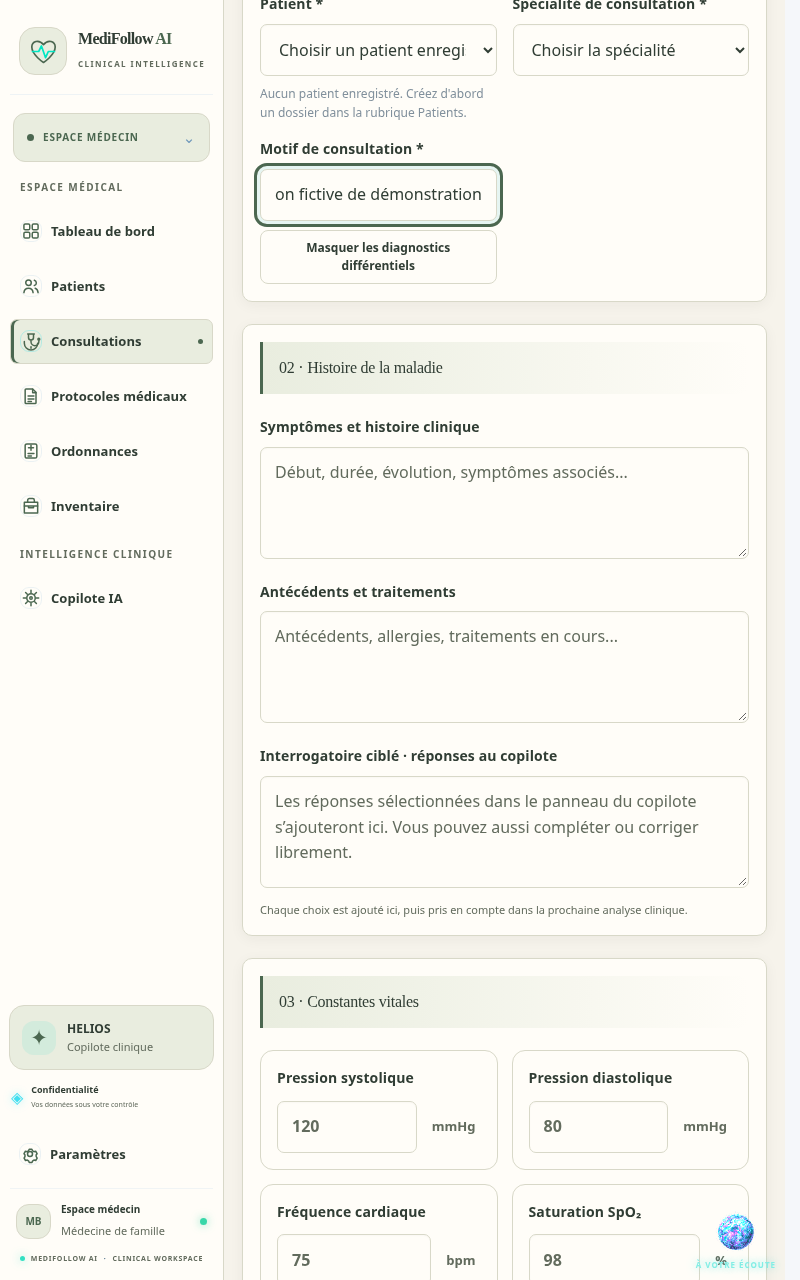 MediFollow AI
CLINICAL INTELLIGENCE
ESPACE MÉDECIN
ESPACE MÉDICAL
Tableau de bord
Patients
Consultations
Protocoles médicaux
Ordonnances
Inventaire
INTELLIGENCE CLINIQUE
Copilote IA
HELIOS
Copilote clinique
Confidentialité
Vos données sous votre contrôle
Paramètres
MB
Espace médecin
Médecine de famille
MEDIFOLLOW AI · CLINICAL WORKSPACE
Patient *
Spécialité de consultation *
Choisir un patient enregi
Choisir la spécialité
Aucun patient enregistré. Créez d'abord
un dossier dans la rubrique Patients.
Motif de consultation *
on fictive de démonstration
Masquer les diagnostics
différentiels
02 · Histoire de la maladie
Symptômes et histoire clinique
Début, durée, évolution, symptômes associés...
Antécédents et traitements
Antécédents, allergies, traitements en cours...
Interrogatoire ciblé · réponses au copilote
Les réponses sélectionnées dans le panneau du copilote
s’ajouteront ici. Vous pouvez aussi compléter ou corriger
librement.
Chaque choix est ajouté ici, puis pris en compte dans la prochaine analyse clinique.
03 · Constantes vitales
Pression systolique
120 mmHg
Pression diastolique
80 mmHg
Fréquence cardiaque
75 bpm
Saturation SpO₂
98 %
À VOTRE ÉCOUTE